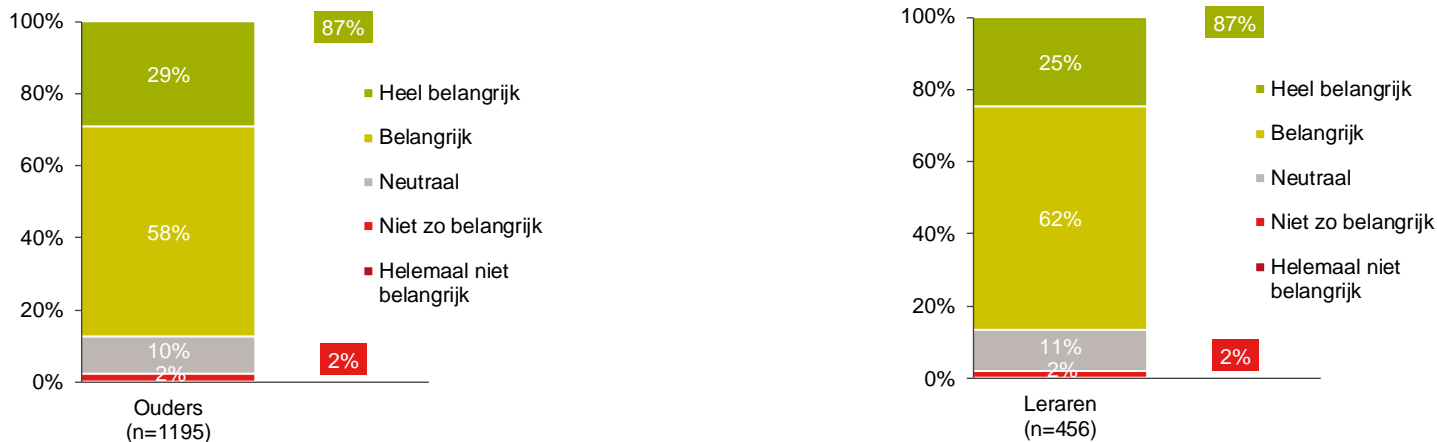 100%
80%
60%
40%
20%
0%
29%
58%
10%
2%
87%
2%
Heel belangrijk
Belangrijk
Neutraal
Niet zo belangrijk
Helemaal niet
belangrijk
Ouders
(n=1195)
100%
80%
60%
40%
20%
0%
25%
62%
11%
2%
87%
2%
Heel belangrijk
Belangrijk
Neutraal
Niet zo belangrijk
Helemaal niet
belangrijk
Leraren
(n=456)